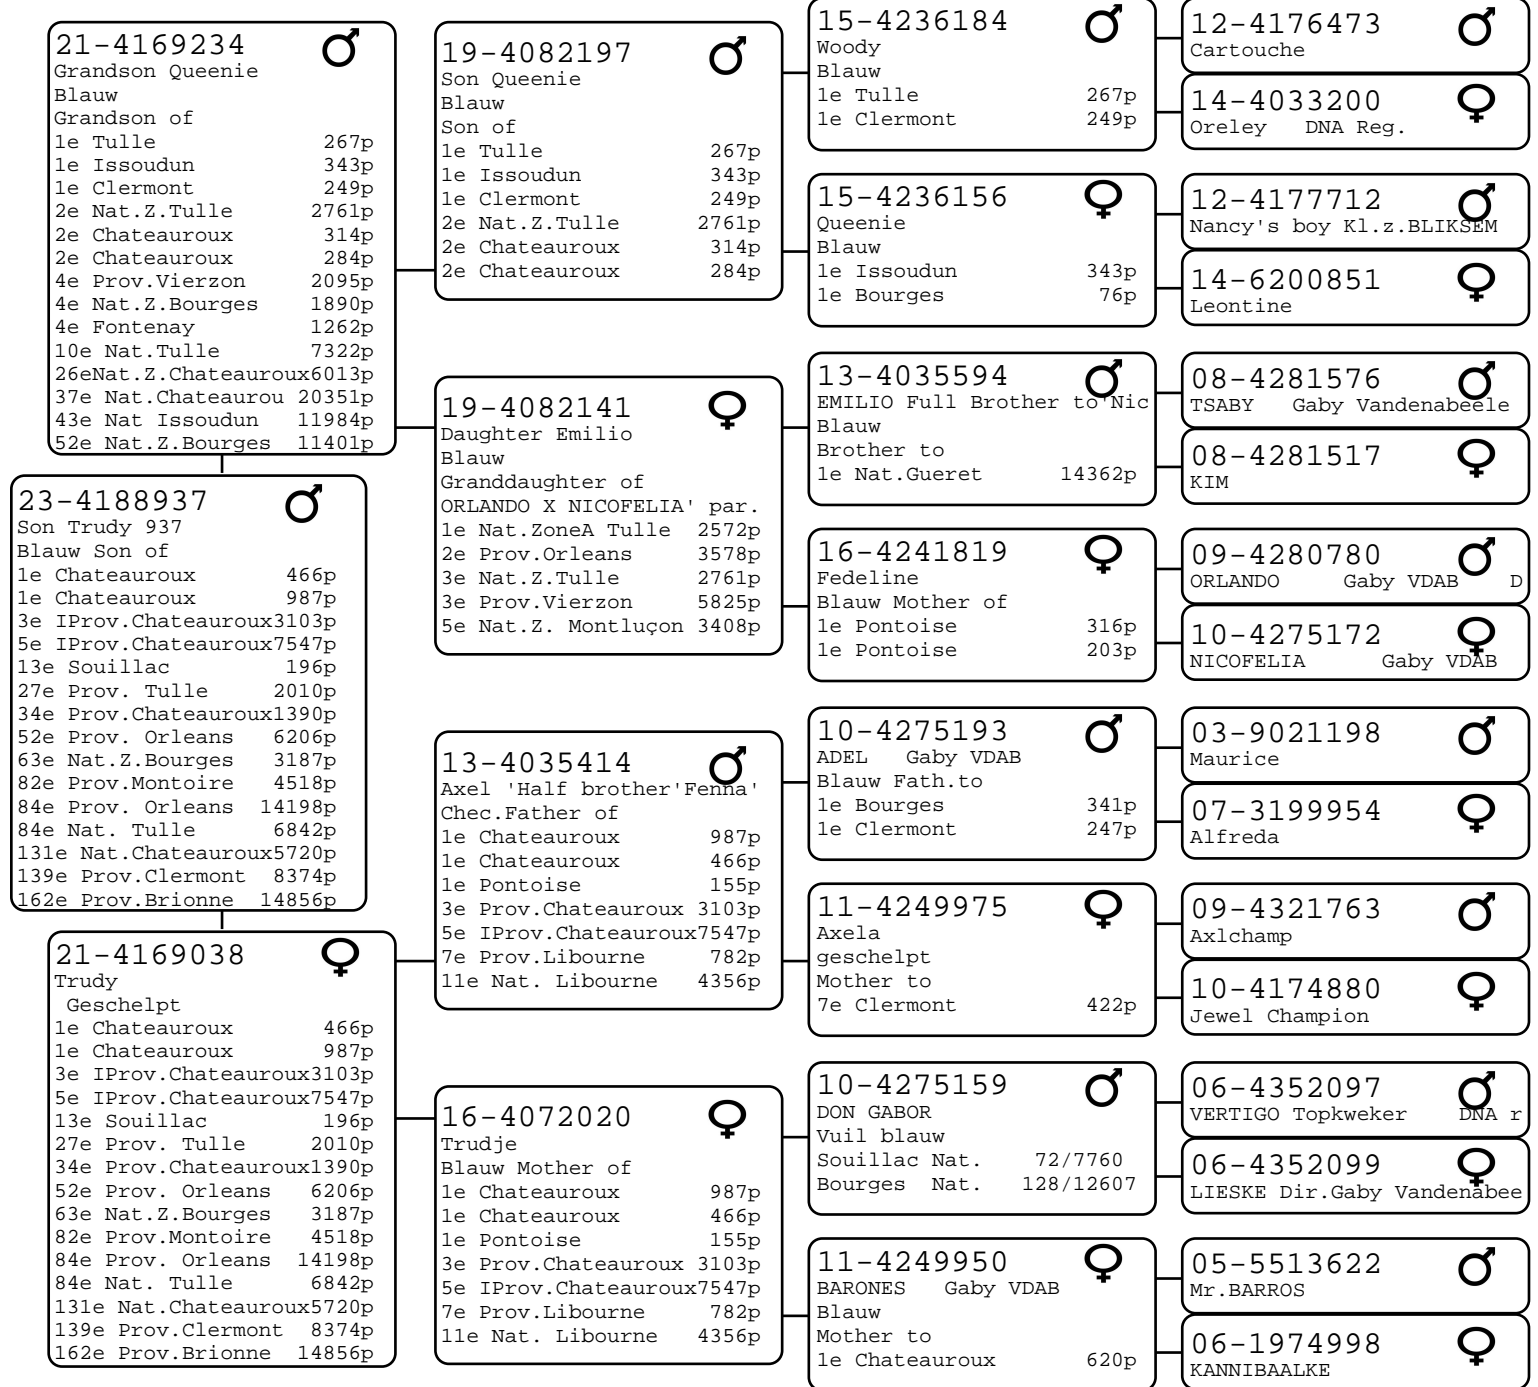 21-4169234 ♂
Grandson Queenie
Blauw
Grandson of
1e Tulle 267p
1e Issoudun 343p
1e Clermont 249p
2e Nat.Z.Tulle 2761p
2e Chateauroux 314p
2e Chateauroux 284p
4e Prov.Vierzon 2095p
4e Nat.Z.Bourges 1890p
4e Fontenay 1262p
10e Nat.Tulle 7322p
26eNat.Z.Chateauroux6013p
37e Nat.Chateaurou 20351p
43e Nat Issoudun 11984p
52e Nat.Z.Bourges 11401p
23-4188937 ♂
Son Trudy 937
Blauw Son of
1e Chateauroux 466p
1e Chateauroux 987p
3e IProv.Chateauroux3103p
5e IProv.Chateauroux7547p
13e Souillac 196p
27e Prov. Tulle 2010p
34e Prov.Chateauroux1390p
52e Prov. Orleans 6206p
63e Nat.Z.Bourges 3187p
82e Prov.Montoire 4518p
84e Prov. Orleans 14198p
84e Nat. Tulle 6842p
131e Nat.Chateauroux5720p
139e Prov.Clermont 8374p
162e Prov.Brionne 14856p
21-4169038 ♀
Trudy
Geschelpt
1e Chateauroux 466p
1e Chateauroux 987p
3e IProv.Chateauroux3103p
5e IProv.Chateauroux7547p
13e Souillac 196p
27e Prov. Tulle 2010p
34e Prov.Chateauroux1390p
52e Prov. Orleans 6206p
63e Nat.Z.Bourges 3187p
82e Prov.Montoire 4518p
84e Prov. Orleans 14198p
84e Nat. Tulle 6842p
131e Nat.Chateauroux5720p
139e Prov.Clermont 8374p
162e Prov.Brionne 14856p
19-4082197 ♂
Son Queenie
Blauw
Son of
1e Tulle 267p
1e Issoudun 343p
1e Clermont 249p
2e Nat.Z.Tulle 2761p
2e Chateauroux 314p
2e Chateauroux 284p
19-4082141 ♀
Daughter Emilio
Blauw
Granddaughter of
ORLANDO X NICOFELIA' par.
1e Nat.ZoneA Tulle 2572p
2e Prov.Orleans 3578p
3e Nat.Z.Tulle 2761p
3e Prov.Vierzon 5825p
5e Nat.Z. Montluçon 3408p
13-4035414 ♂
Axel 'Half brother'Fenna'
Chec.Father of
1e Chateauroux 987p
1e Chateauroux 466p
1e Pontoise 155p
3e Prov.Chateauroux 3103p
5e IProv.Chateauroux7547p
7e Prov.Libourne 782p
11e Nat. Libourne 4356p
16-4072020 ♀
Trudje
Blauw Mother of
1e Chateauroux 987p
1e Chateauroux 466p
1e Pontoise 155p
3e Prov.Chateauroux 3103p
5e IProv.Chateauroux7547p
7e Prov.Libourne 782p
11e Nat. Libourne 4356p
15-4236184 ♂
Woody
Blauw
1e Tulle 267p
1e Clermont 249p
15-4236156 ♀
Queenie
Blauw
1e Issoudun 343p
1e Bourges 76p
13-4035594 ♂
EMILIO Full Brother to'Nic
Blauw
Brother to
1e Nat.Gueret 14362p
16-4241819 ♀
Fedeline
Blauw Mother of
1e Pontoise 316p
1e Pontoise 203p
10-4275193 ♂
ADEL Gaby VDAB
Blauw Fath.to
1e Bourges 341p
1e Clermont 247p
11-4249975 ♀
Axela
geschelpt
Mother to
7e Clermont 422p
10-4275159 ♂
DON GABOR
Vuil blauw
Souillac Nat. 72/7760
Bourges Nat. 128/12607
11-4249950 ♀
BARONES Gaby VDAB
Blauw
Mother to
1e Chateauroux 620p
12-4176473 ♂
Cartouche
14-4033200 ♀
Oreley DNA Reg.
12-4177712 ♂
Nancy's boy Kl.z.BLIKSEM
14-6200851 ♀
Leontine
08-4281576 ♂
TSABY Gaby Vandenabeele
08-4281517 ♀
KIM
09-4280780 ♂
ORLANDO Gaby VDAB D
10-4275172 ♀
NICOFELIA Gaby VDAB
03-9021198 ♂
Maurice
07-3199954 ♀
Alfreda
09-4321763 ♂
Axlchamp
10-4174880 ♀
Jewel Champion
06-4352097 ♂
VERTIGO Topkweker DNA r
06-4352099 ♀
LIESKE Dir.Gaby Vandenabee
05-5513622 ♂
Mr.BARROS
06-1974998 ♀
KANNIBAALKE